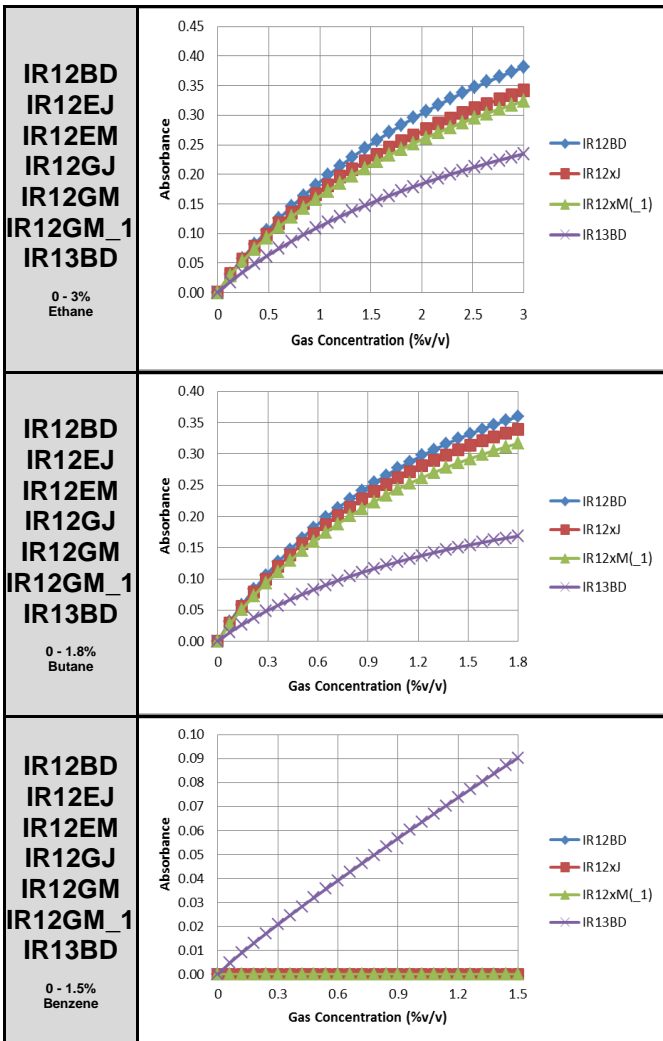 IR12BD
IR12EJ
IR12EM
IR12GJ
IR12GM
IR12GM_1
IR13BD
0 - 3%
Ethane
0.45
0.40
0.35
0.30
0.25
0.20
0.15
0.10
0.05
0.00
Absorbance
0 0.5 1 1.5 2 2.5 3
Gas Concentration (%v/v)
IR12BD
IR12xJ
IR12xM(_1)
IR13BD
IR12BD
IR12EJ
IR12EM
IR12GJ
IR12GM
IR12GM_1
IR13BD
0 - 1.8%
Butane
0.40
0.35
0.30
0.25
0.20
0.15
0.10
0.05
0.00
Absorbance
0 0.3 0.6 0.9 1.2 1.5 1.8
Gas Concentration (%v/v)
IR12BD
IR12xJ
IR12xM(_1)
IR13BD
IR12BD
IR12EJ
IR12EM
IR12GJ
IR12GM
IR12GM_1
IR13BD
0 - 1.5%
Benzene
0.10
0.09
0.08
0.07
0.06
0.05
0.04
0.03
0.02
0.01
0.00
Absorbance
0 0.3 0.6 0.9 1.2 1.5
Gas Concentration (%v/v)
IR12BD
IR12xJ
IR12xM(_1)
IR13BD